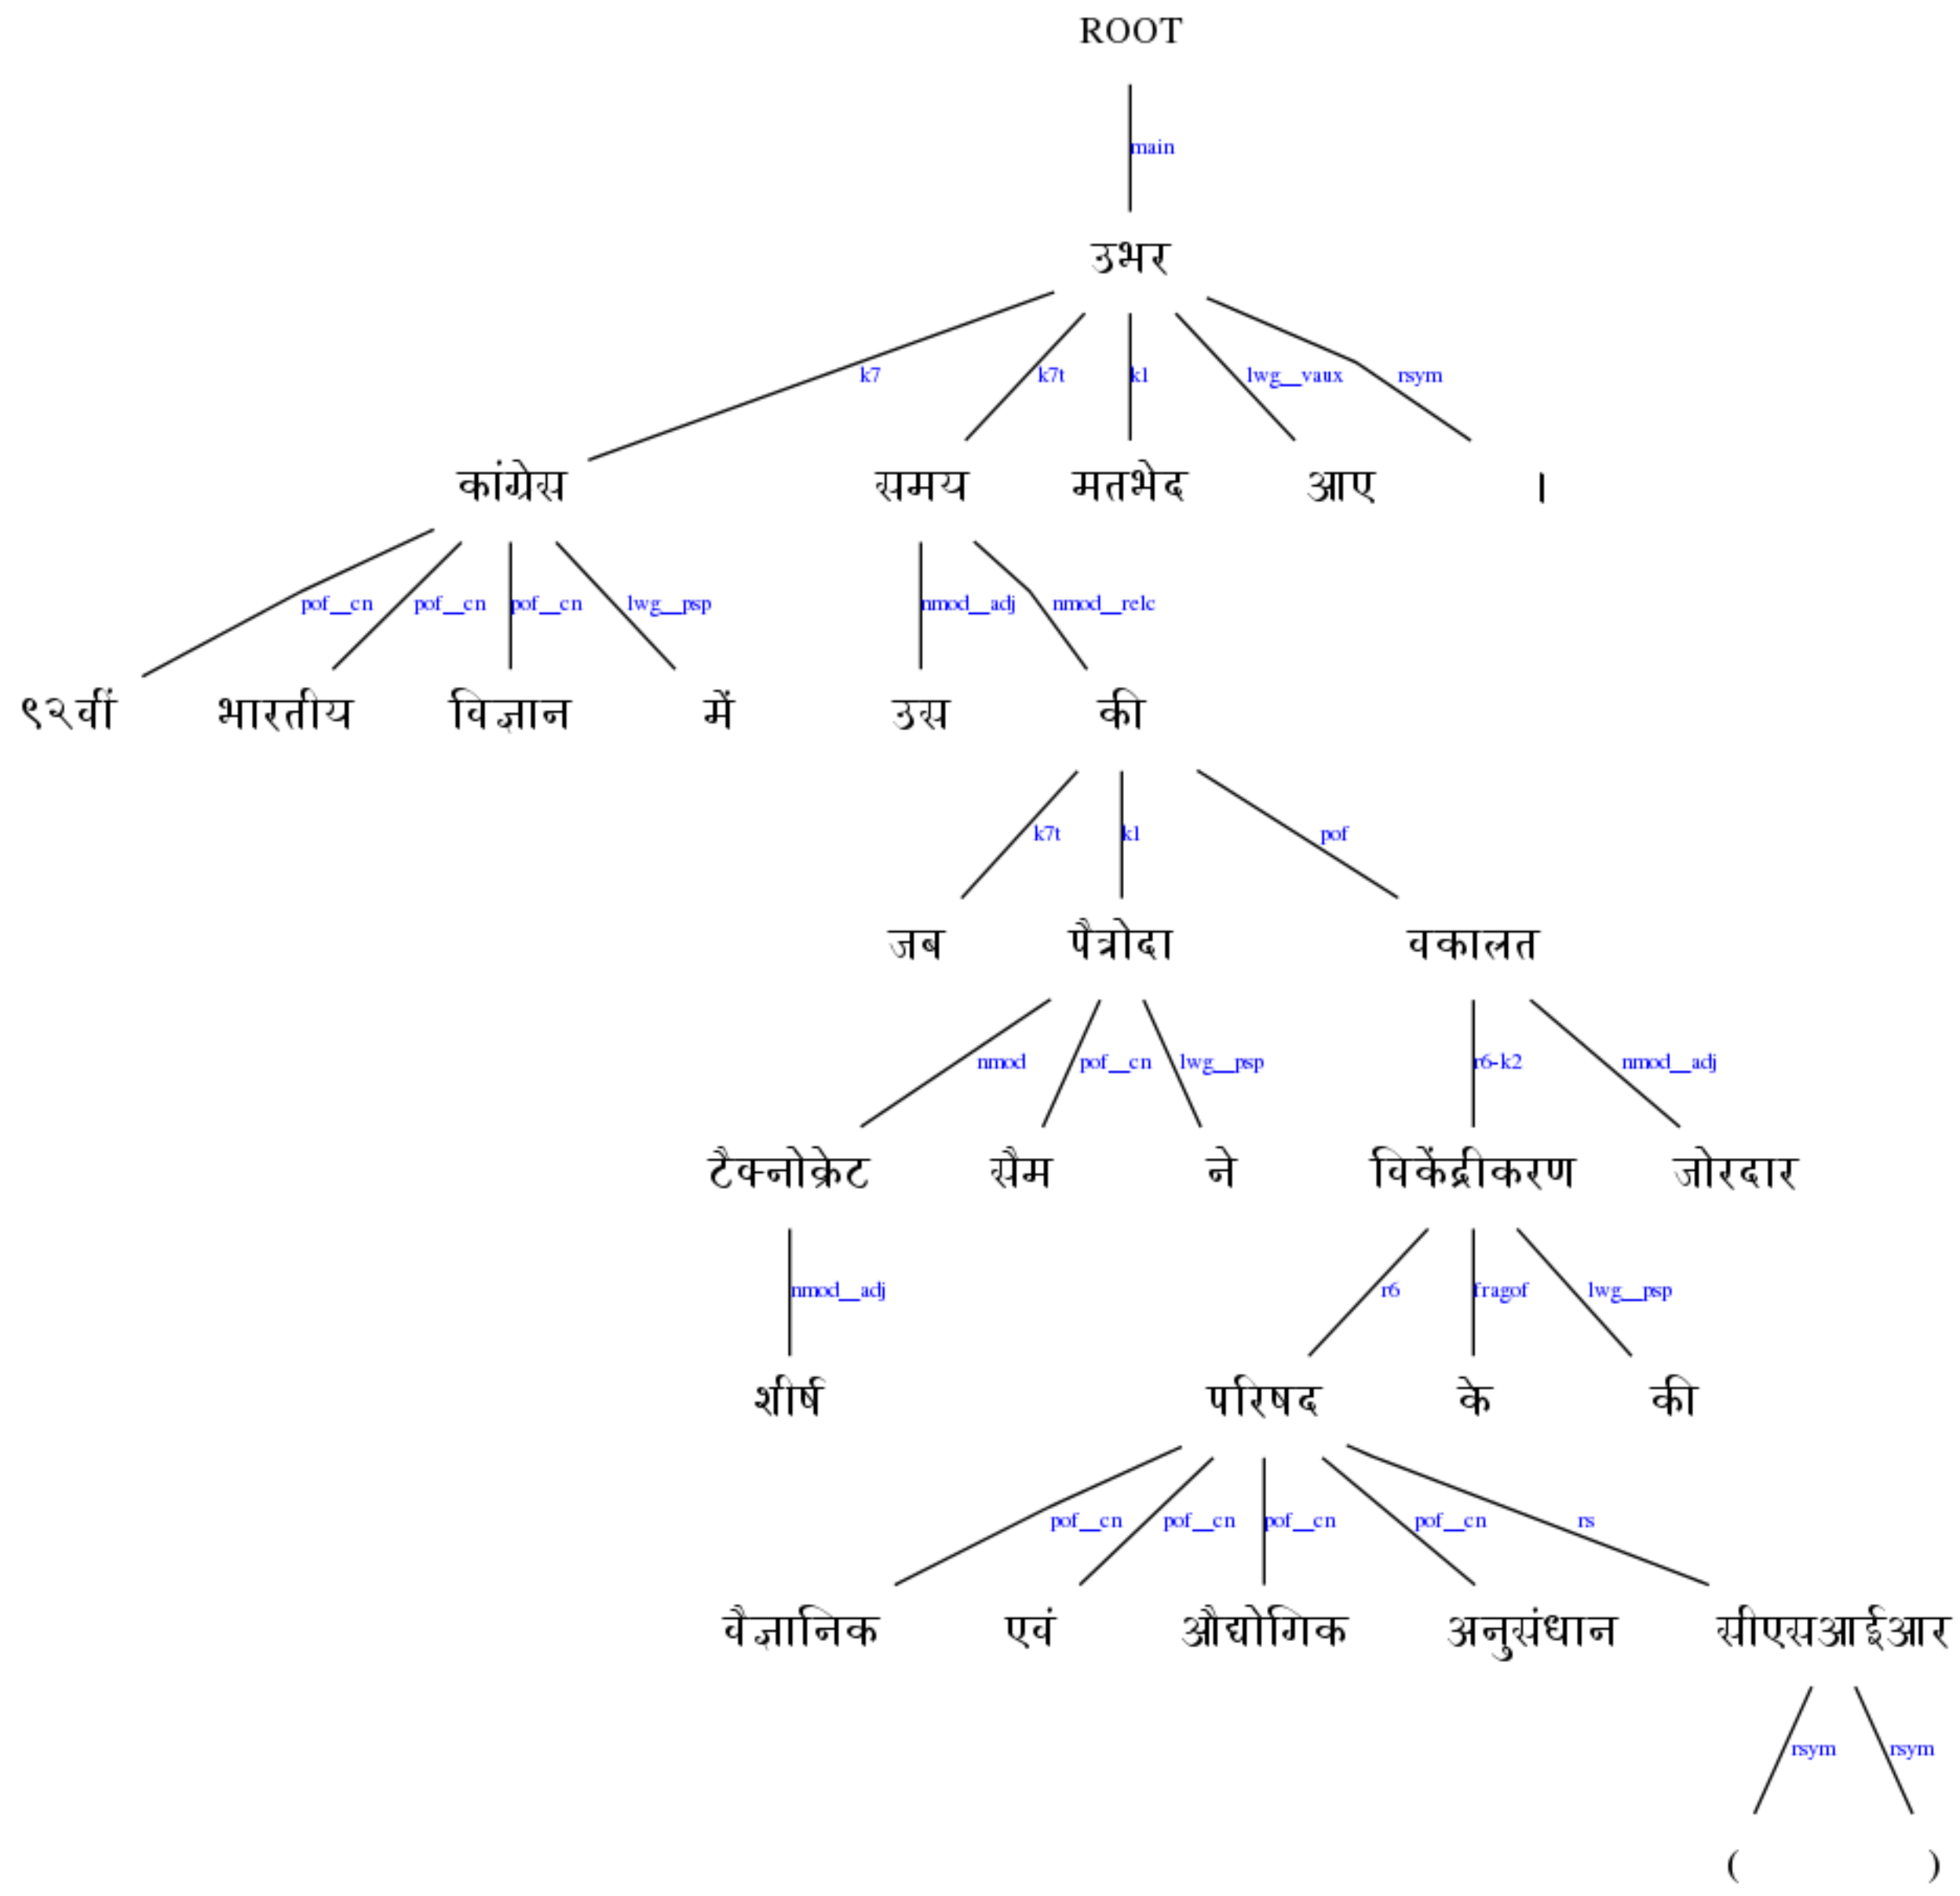 ROOT
main
उभर
k7 k7t k1 lwg__vaux rsym
कांग्रेस समय मतभेद आए ।
pof__cn pof__cn pof__cn lwg__psp nmod__adj nmod__relc
९२वीं भारतीय विज्ञान में उस की
k7t k1 pof
जब पैत्रोदा वकालत
nmod pof__cn lwg__psp r6-k2 nmod__adj
टैक्नोक्रेट सैम ने विकेंद्रीकरण जोरदार
nmod__adj r6 fragof lwg__psp
शीर्ष परिषद के की
pof__cn pof__cn pof__cn pof__cn rs
वैज्ञानिक एवं औद्योगिक अनुसंधान सीएसआईआर
rsym rsym
( )